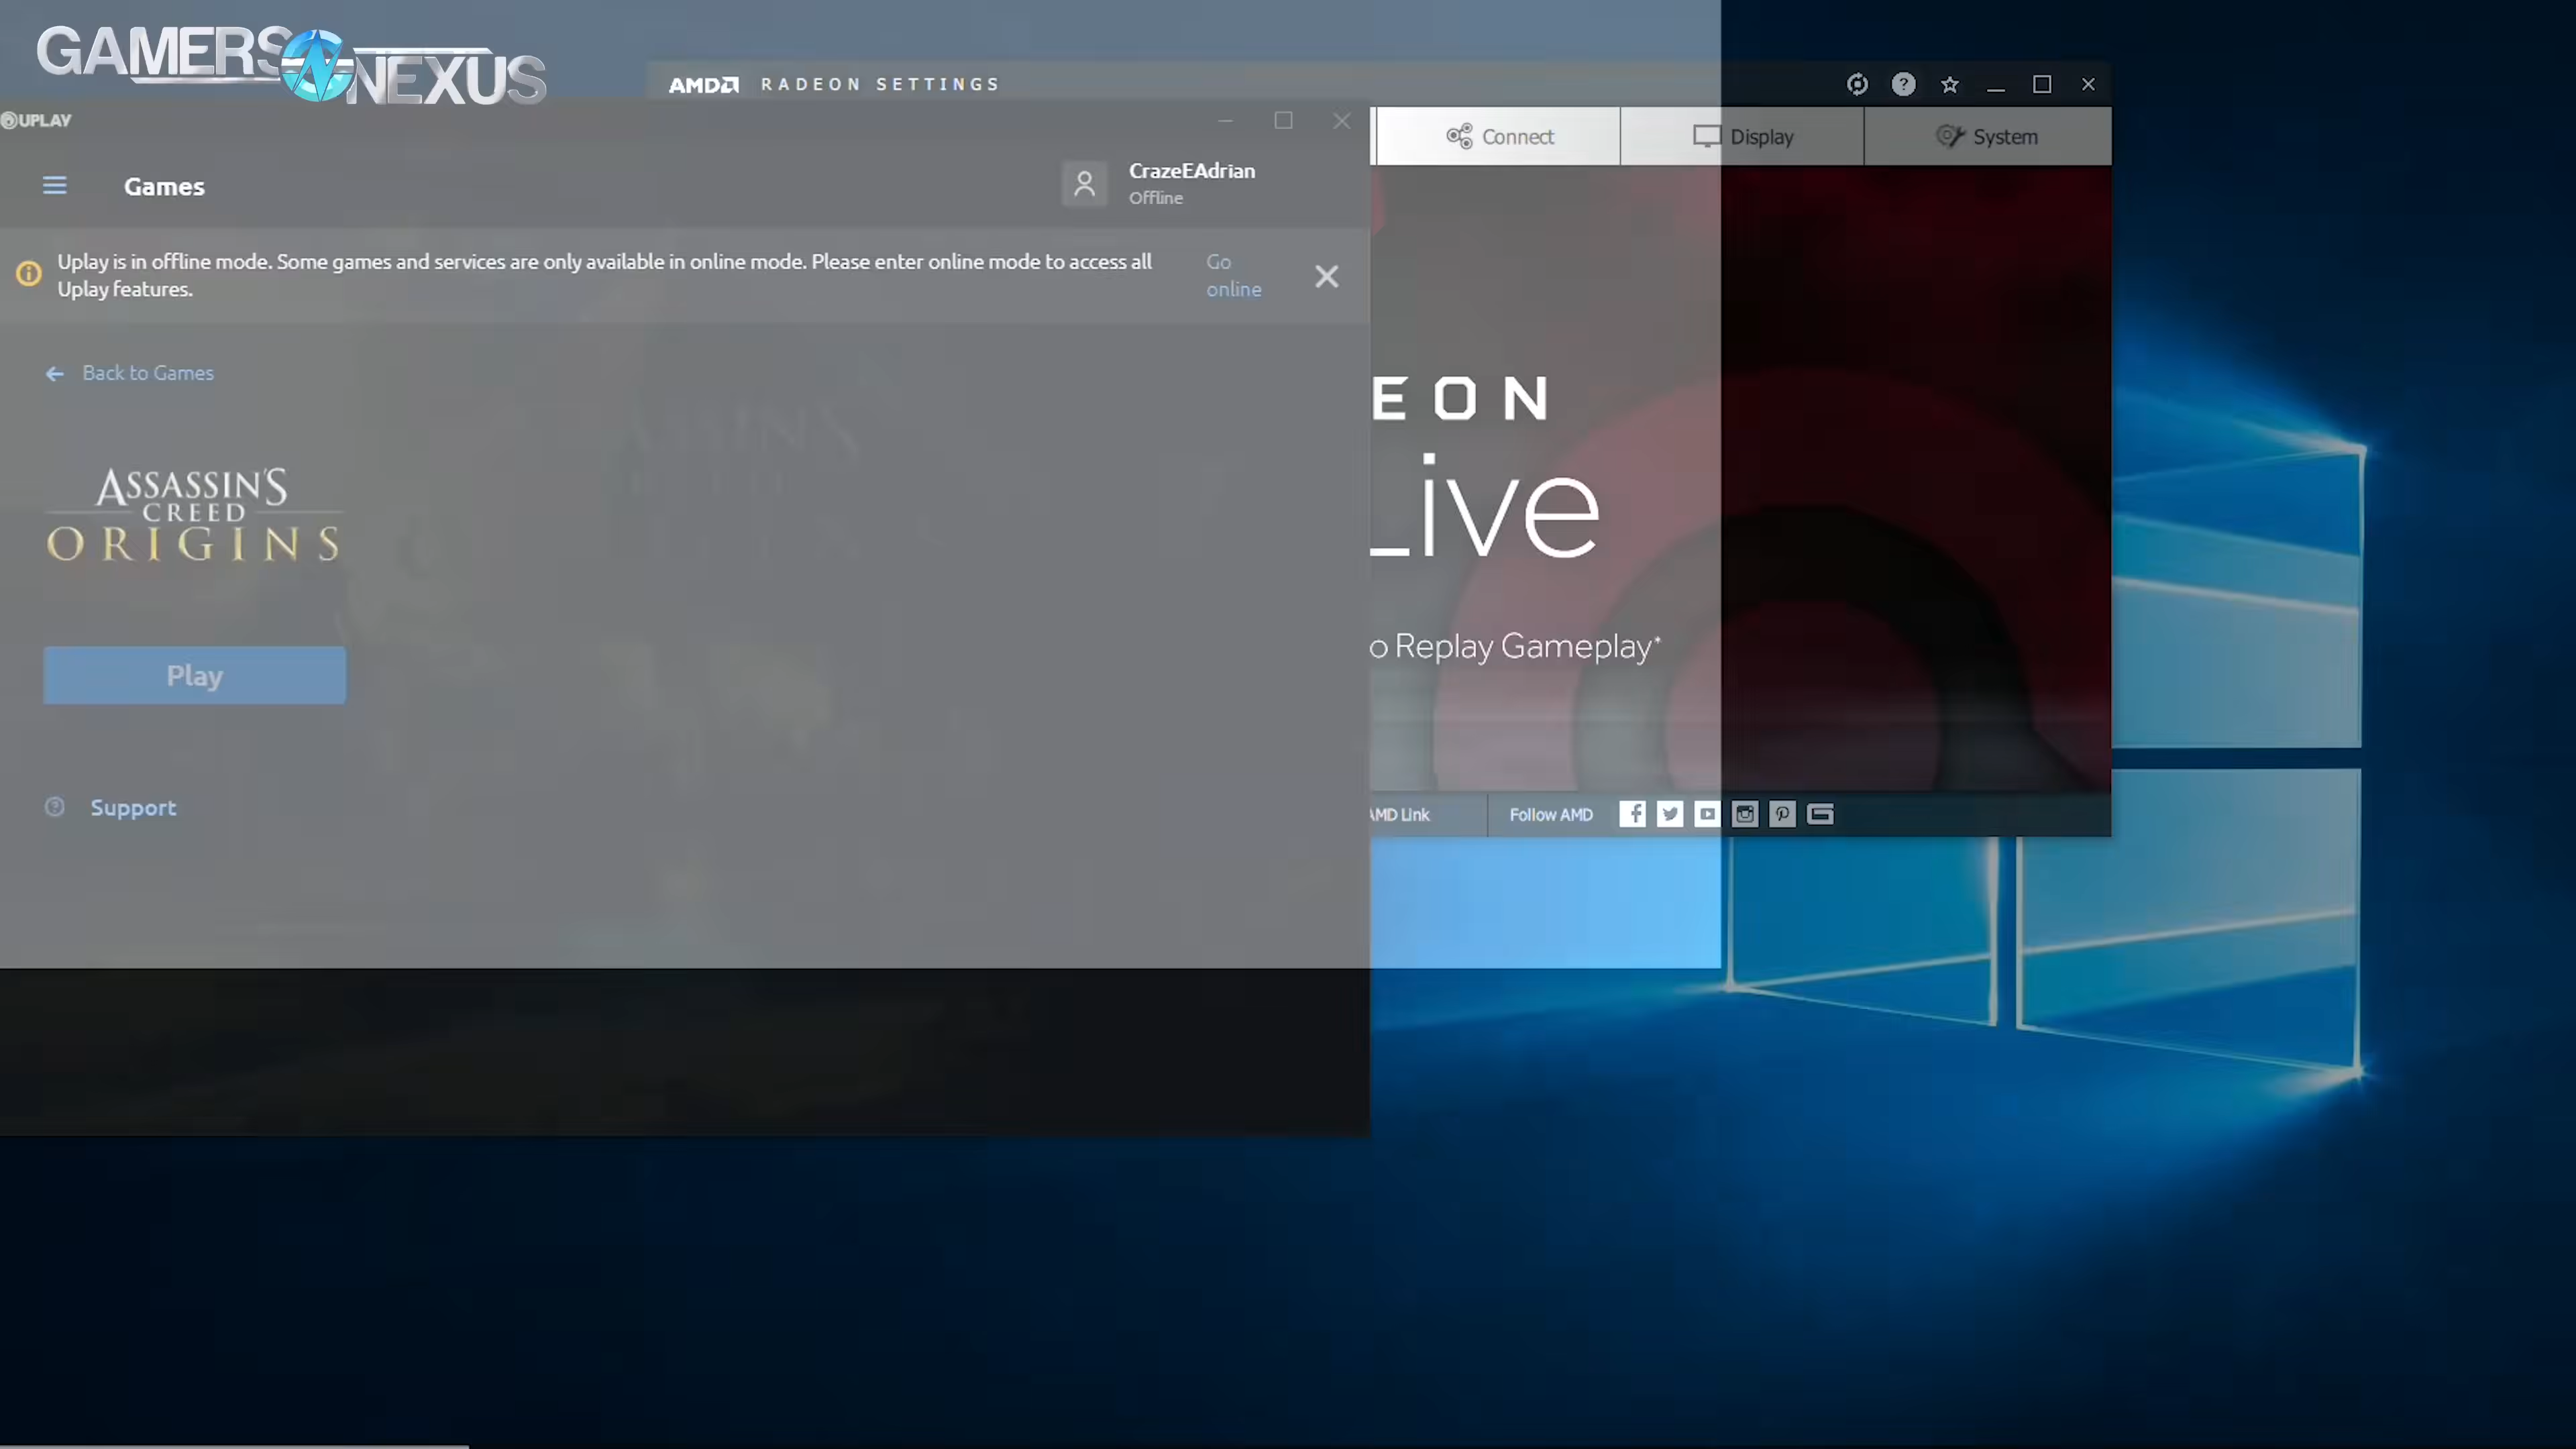 GAMERS NEXUS
AMD RADEON SETTINGS
UPLAY
Connect
Display
System
Games
CrazeEAdrian
Offline
Uplay is in offline mode. Some games and services are only available in online mode. Please enter online mode to access all
Uplay features.
Go
online
Back to Games
EON
Live
ASSASSIN'S
CREED
ORIGINS
o Replay Gameplay*
Play
Support
AMD Link
Follow AMD